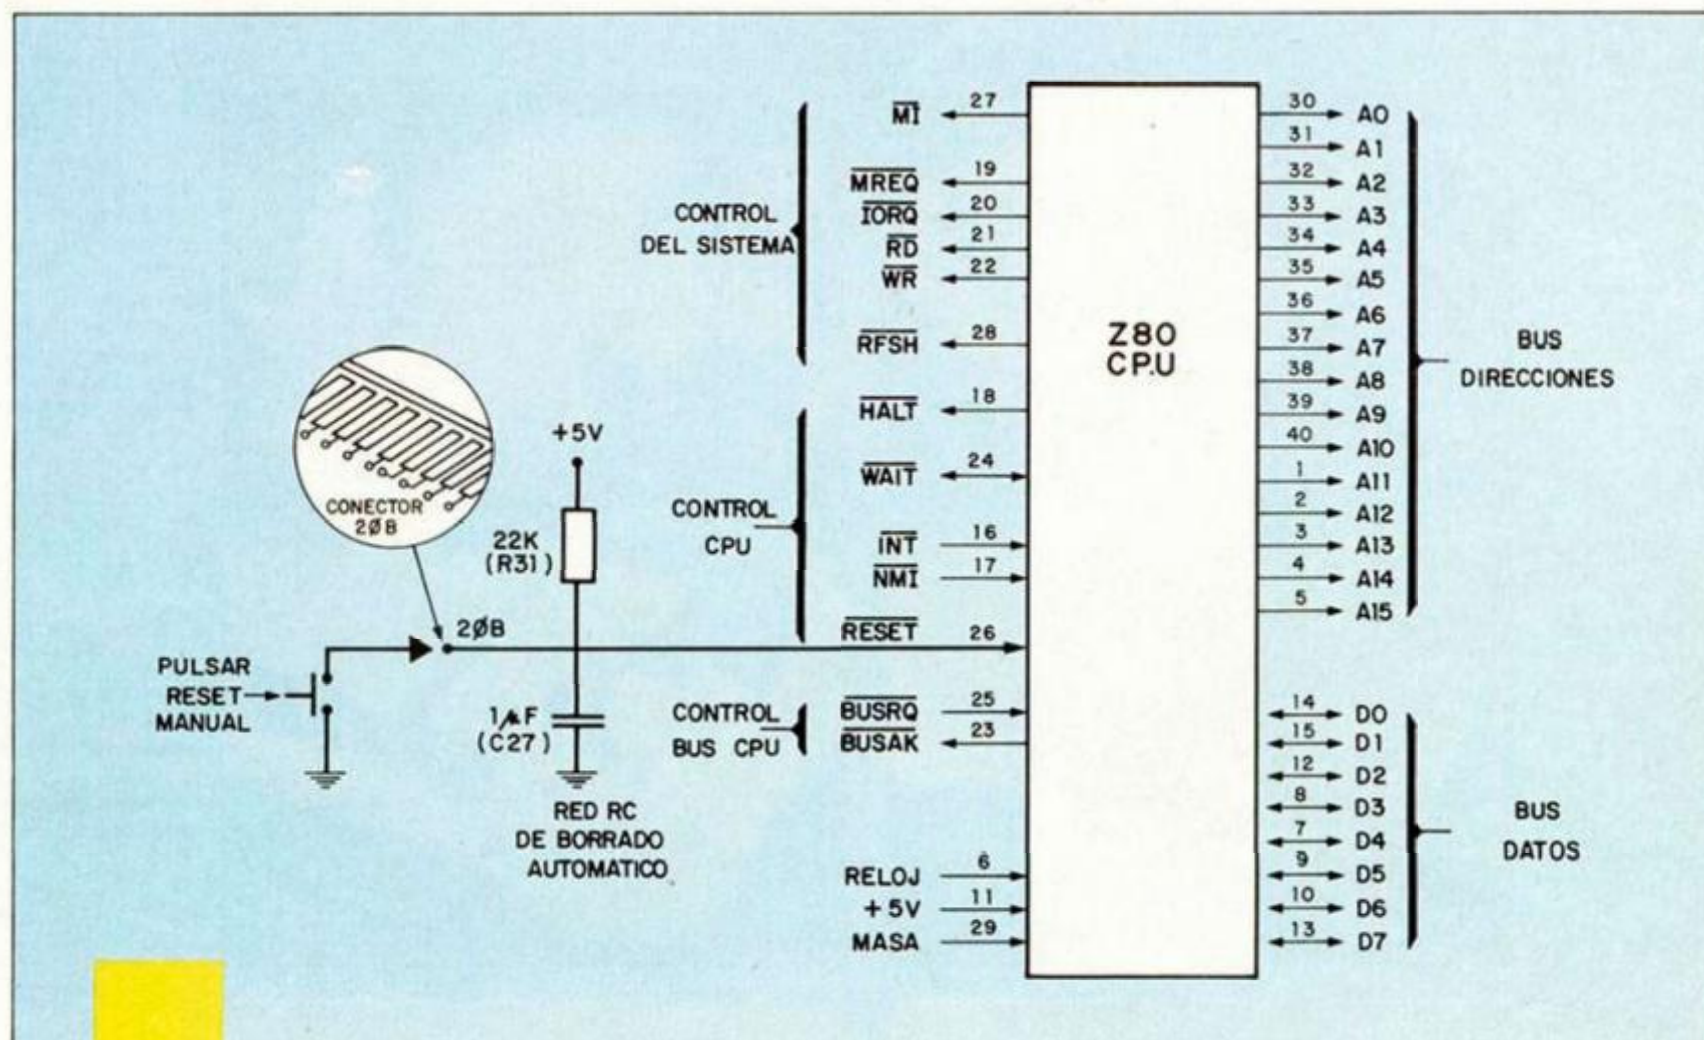 CONTROL
DEL SISTEMA
MI 27
MREQ 19
IORQ 20
RD 21
WR 22
RFSH 28
CONTROL
CPU
HALT 18
WAIT 24
INT 16
NMI 17
RESET 26
CONTROL
BUS CPU
BUSRQ 25
BUSAK 23
RELOJ 6
+5V 11
MASA 29
CONECTOR
2ØB
+5V
22K
(R31)
2ØB
PULSAR
RESET
MANUAL
1µF
(C27)
RED RC
DE BORRADO
AUTOMATICO
Z80
CP.U
30 A0
31 A1
32 A2
33 A3
34 A4
35 A5
36 A6
37 A7
38 A8
39 A9
40 A10
1 A11
2 A12
3 A13
4 A14
5 A15
BUS
DIRECCIONES
14 D0
15 D1
12 D2
8 D3
7 D4
9 D5
10 D6
13 D7
BUS
DATOS